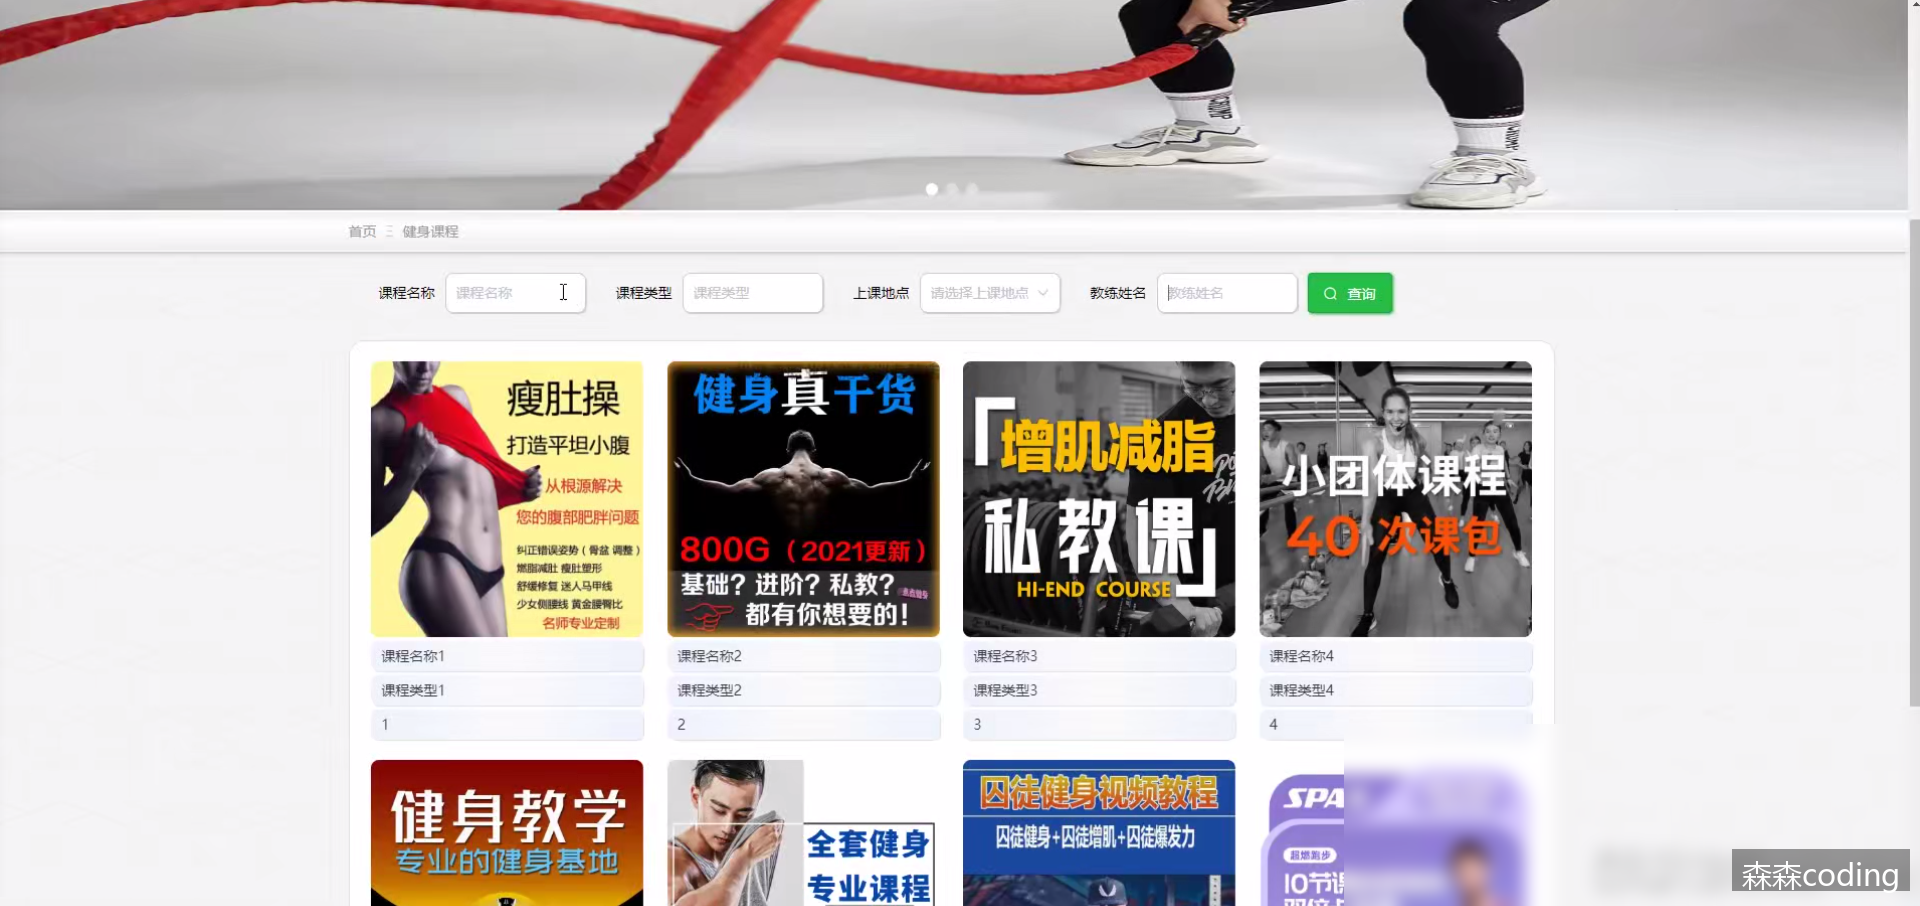 首页 健身课程
课程名称 课程名称 课程类型 课程类型 上课地点 请选择上课地点 教练姓名 教练姓名 查询
瘦肚操
打造平坦小腹
从根源解决
您的腹部肥胖问题
纠正错误姿势（骨盆 调整）
燃脂减肚 瘦肚塑形
舒缓修复 迷人马甲线
少女侧腰线 黄金腰臀比
名师专业定制
健身真干货
800G（2021更新）
基础？进阶？私教？
都有你想要的！
「增肌减脂
私教课」
HI-END COURSE
小团体课程
40次课包
课程名称1
课程类型1
1
课程名称2
课程类型2
2
课程名称3
课程类型3
3
课程名称4
课程类型4
4
健身教学
专业的健身基地
全套健身
专业课程
囚徒健身视频教程
囚徒健身+囚徒增肌+囚徒爆发力
SPA
超燃跑步
10节课
森森coding